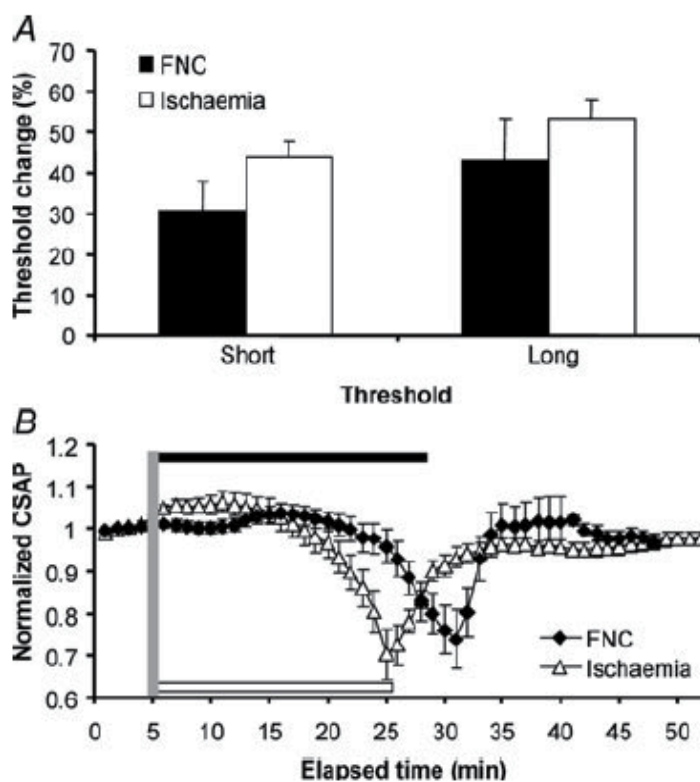 A
70
60
50
40
30
20
10
0
Threshold change (%)
FNC
Ischaemia
Short
Long
Threshold
B
1.2
1.1
1
0.9
0.8
0.7
0.6
Normalized CSAP
FNC
Ischaemia
0 5 10 15 20 25 30 35 40 45 50
Elapsed time (min)